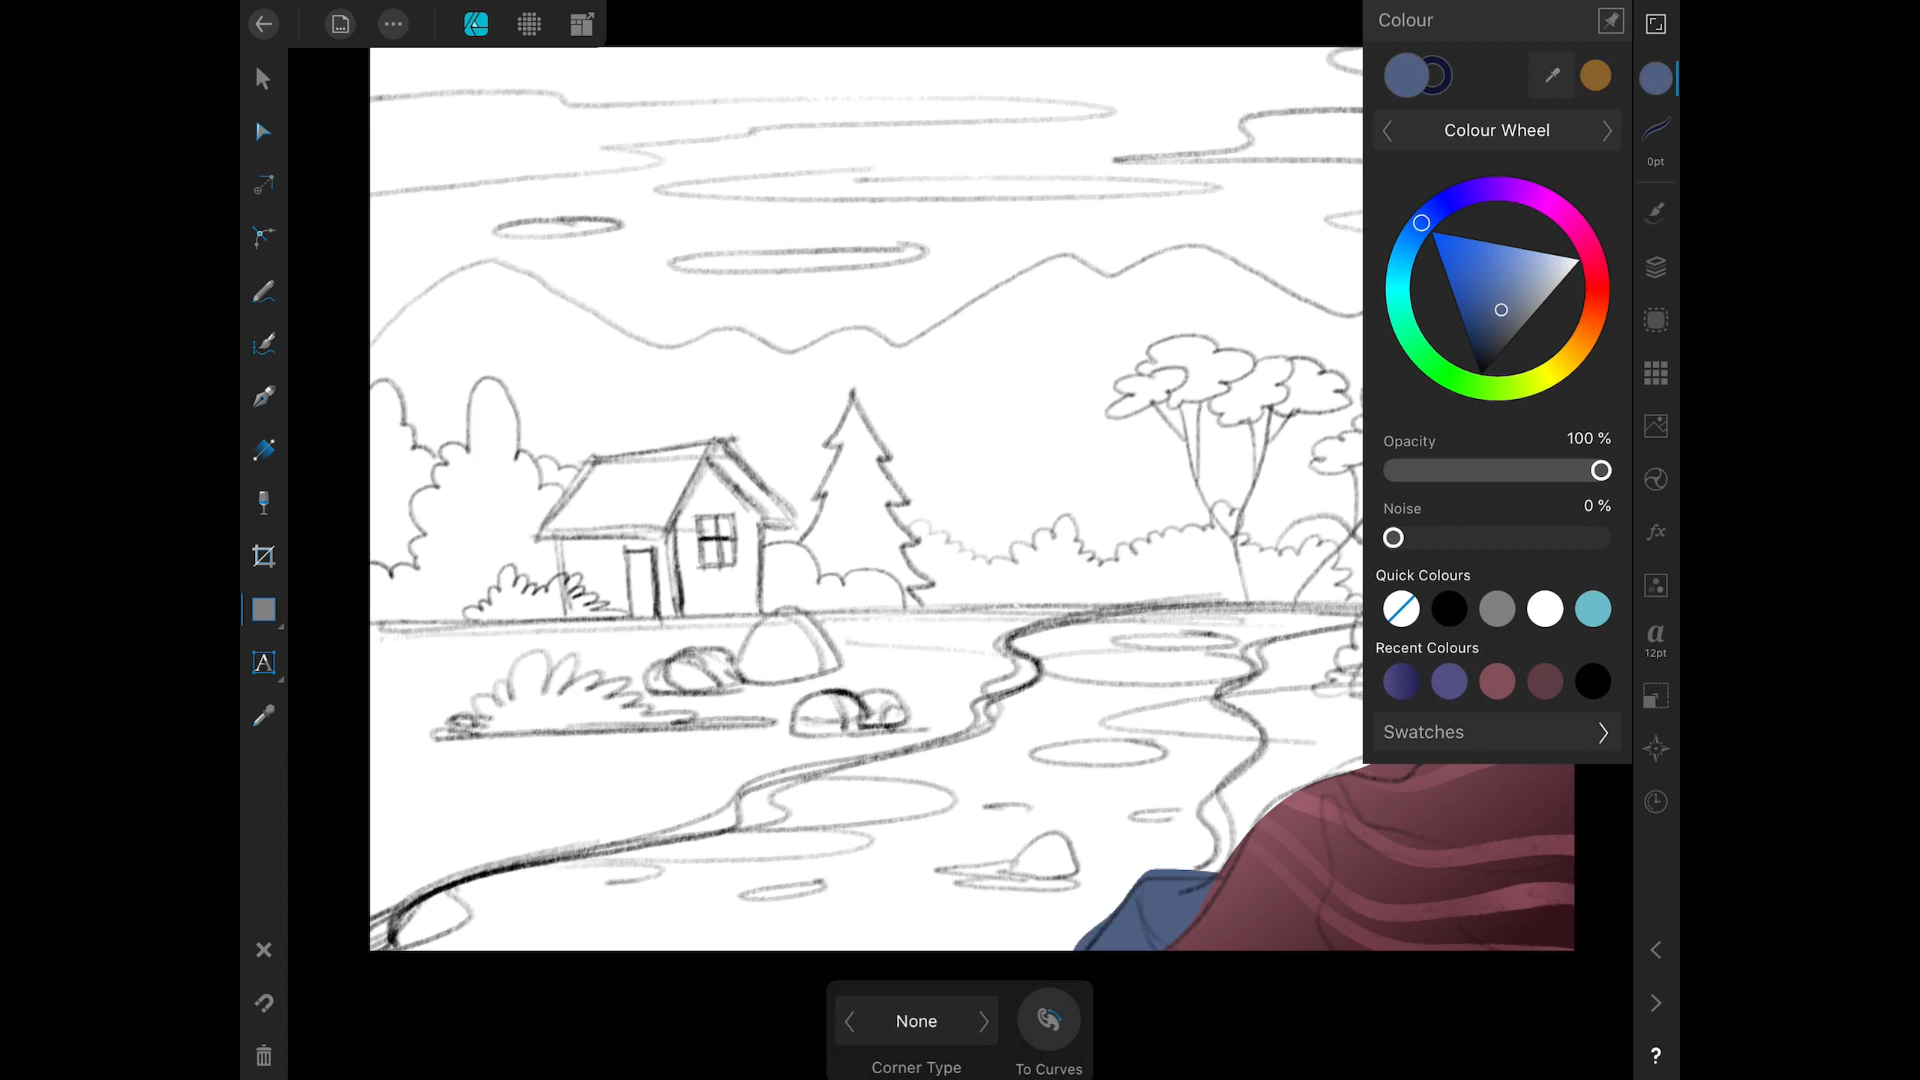 Colour
Colour Wheel
0pt
Opacity 100 %
Noise 0 %
Quick Colours
Recent Colours
a
12pt
fx
Swatches
A
None
Corner Type
To Curves
?